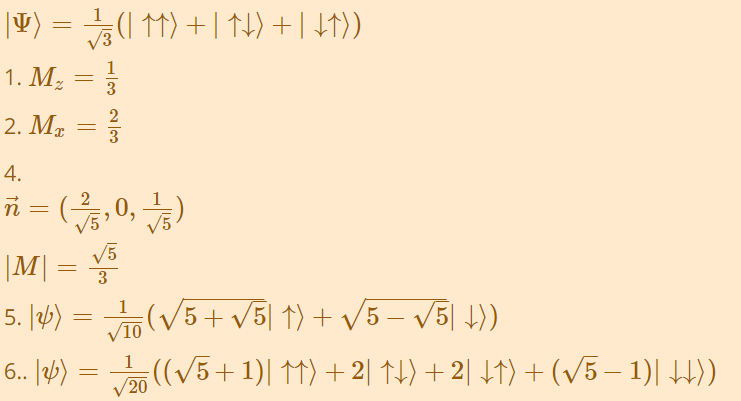 |Ψ⟩ = 1/√3 (| ↑↑⟩ + | ↑↓⟩ + | ↓↑⟩)
1. M_z = 1/3
2. M_x = 2/3
4.
n⃗ = (2/√5, 0, 1/√5)
|M| = √5/3
5. |ψ⟩ = 1/√10 (√(5 + √5)| ↑⟩ + √(5 − √5)| ↓⟩)
6.. |ψ⟩ = 1/√20 ((√5 + 1)| ↑↑⟩ + 2| ↑↓⟩ + 2| ↓↑⟩ + (√5 − 1)| ↓↓⟩)